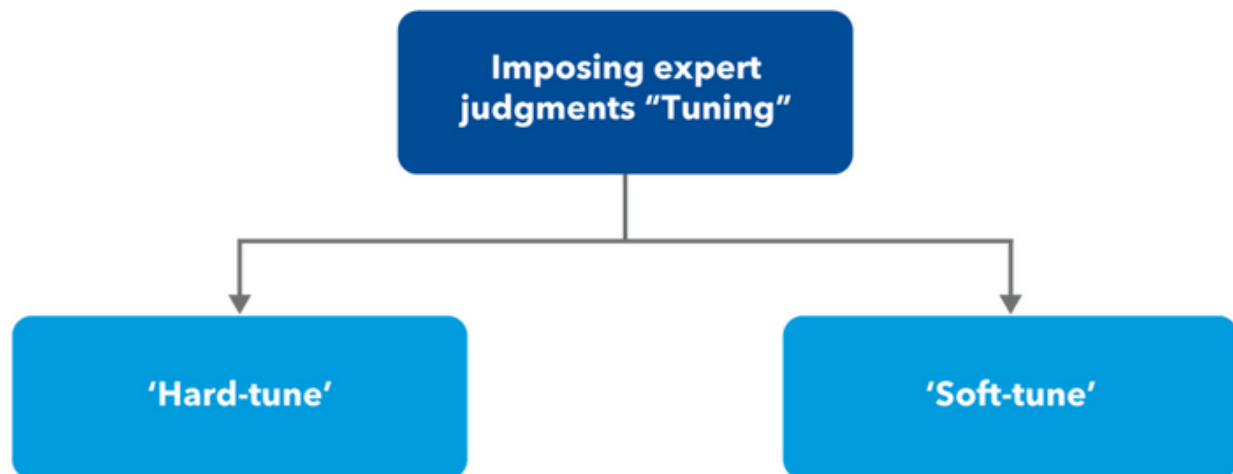 Imposing expert
judgments “Tuning”
‘Hard-tune’
‘Soft-tune’